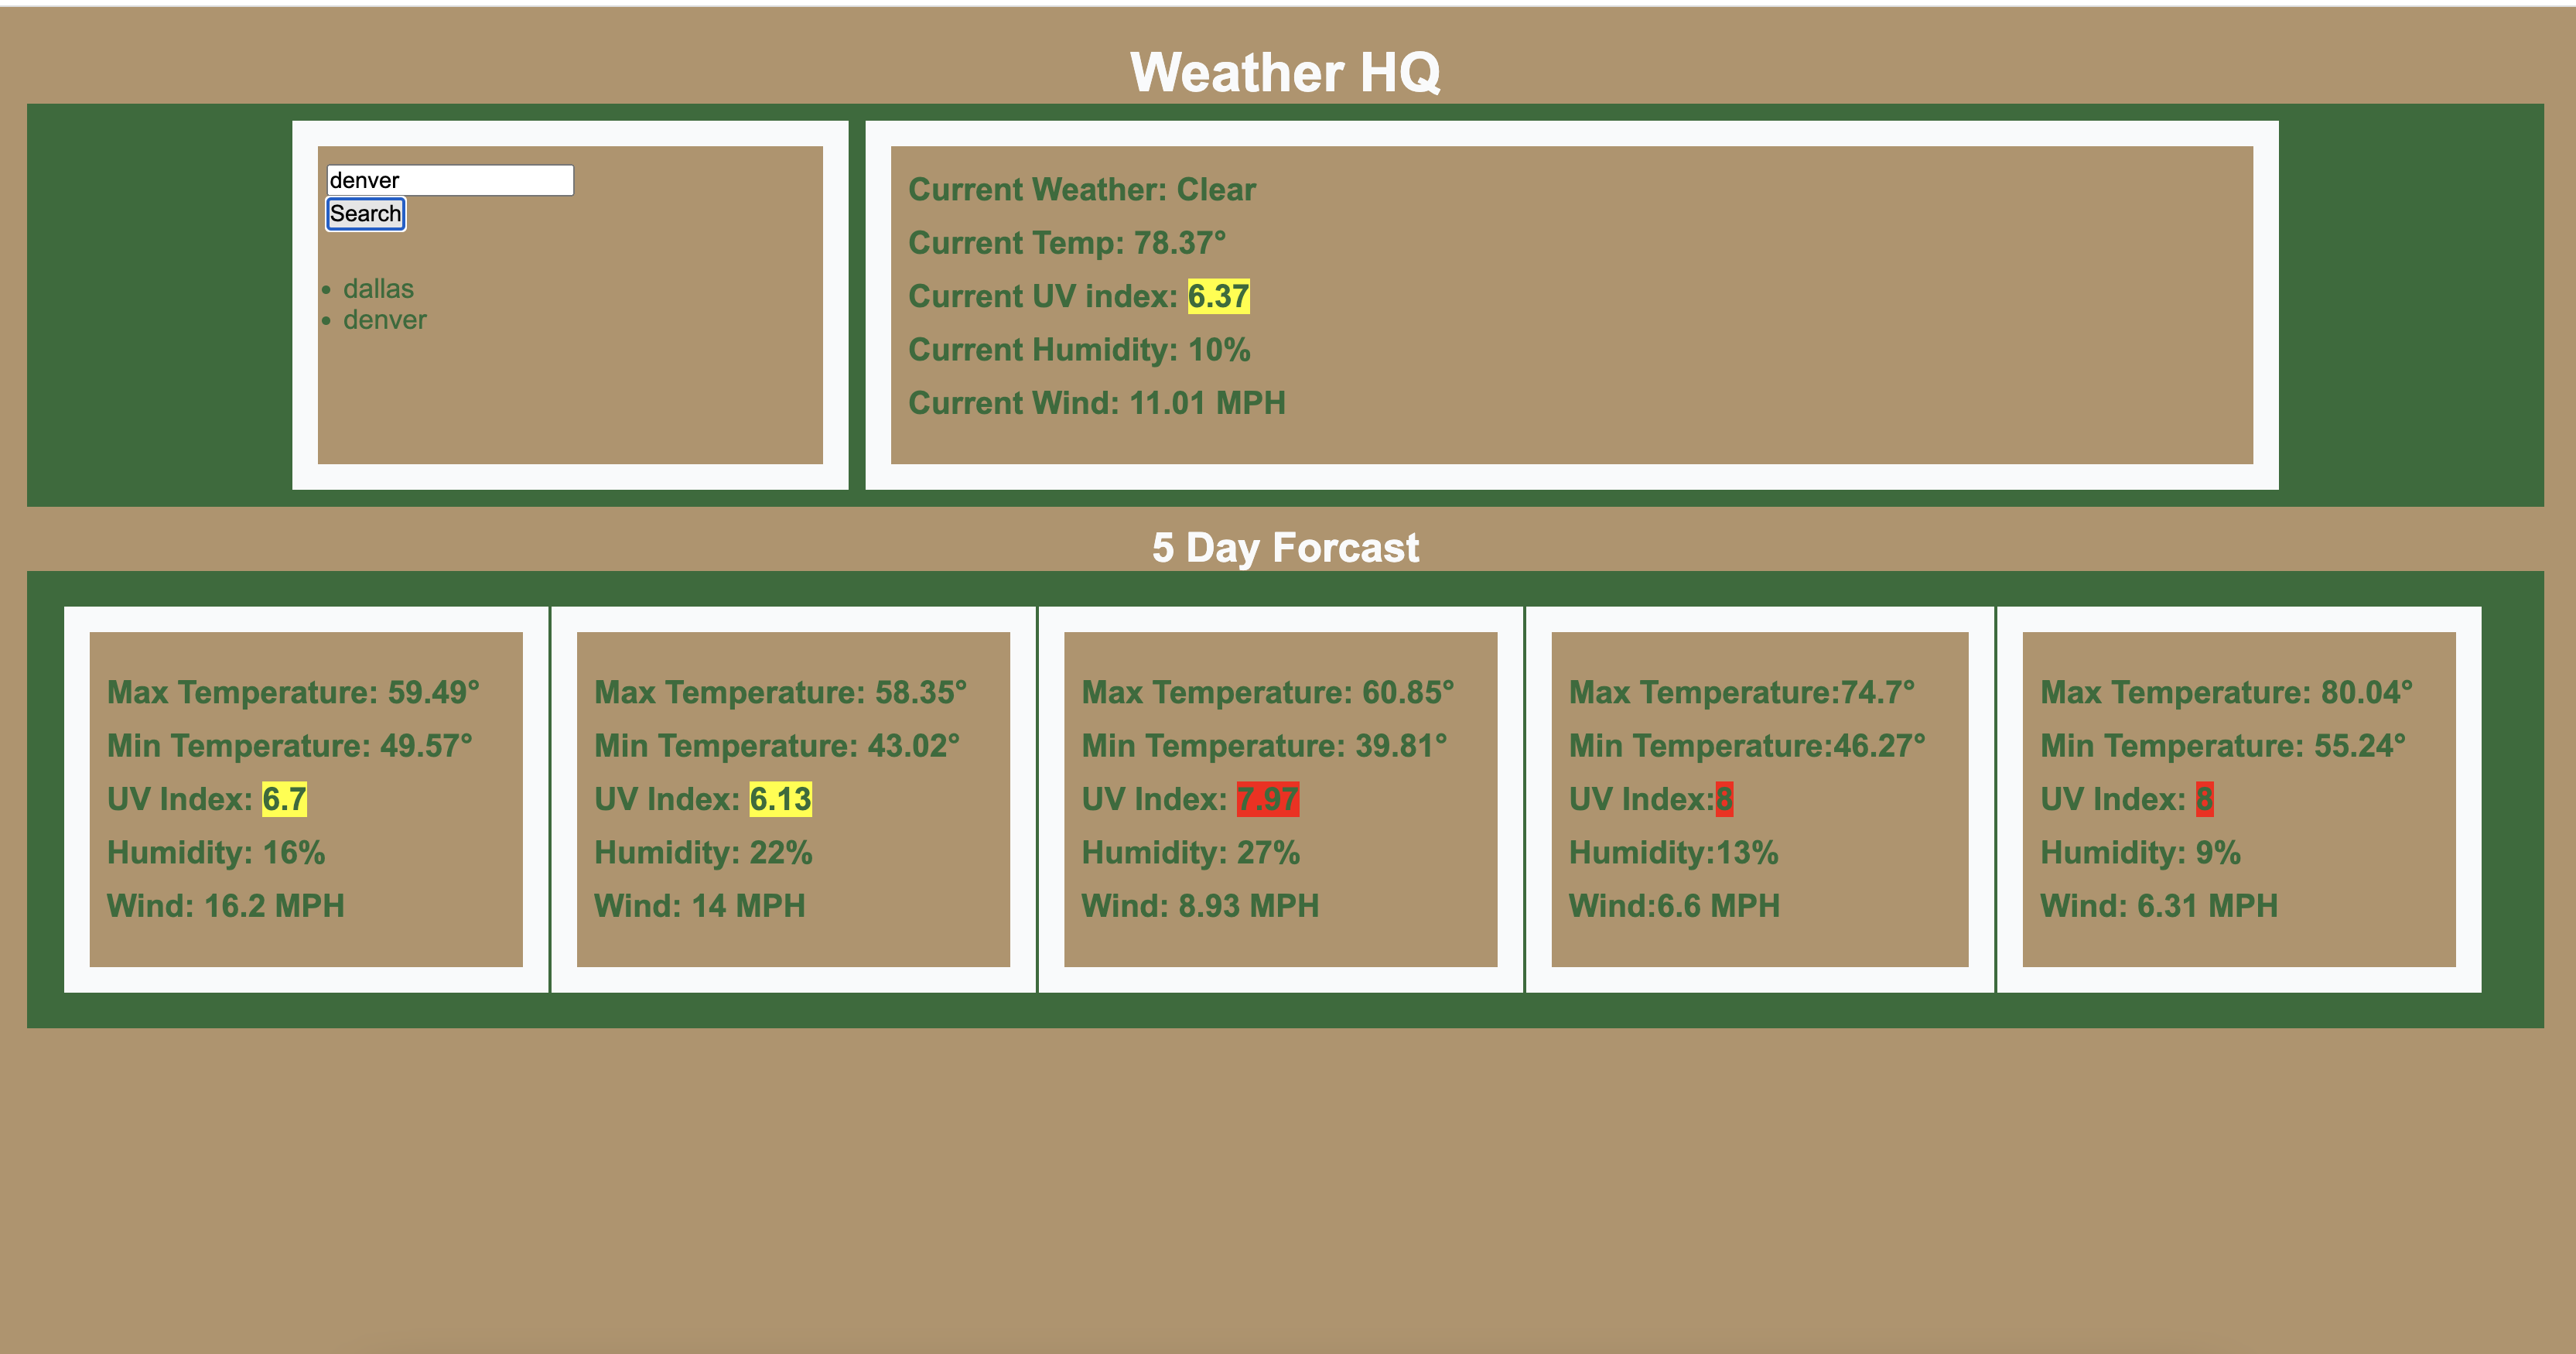 Weather HQ
denver
Search
dallas
denver
Current Weather: Clear
Current Temp: 78.37°
Current UV index: 6.37
Current Humidity: 10%
Current Wind: 11.01 MPH
5 Day Forcast
Max Temperature: 59.49°
Min Temperature: 49.57°
UV Index: 6.7
Humidity: 16%
Wind: 16.2 MPH
Max Temperature: 58.35°
Min Temperature: 43.02°
UV Index: 6.13
Humidity: 22%
Wind: 14 MPH
Max Temperature: 60.85°
Min Temperature: 39.81°
UV Index: 7.97
Humidity: 27%
Wind: 8.93 MPH
Max Temperature:74.7°
Min Temperature:46.27°
UV Index:8
Humidity:13%
Wind:6.6 MPH
Max Temperature: 80.04°
Min Temperature: 55.24°
UV Index: 8
Humidity: 9%
Wind: 6.31 MPH